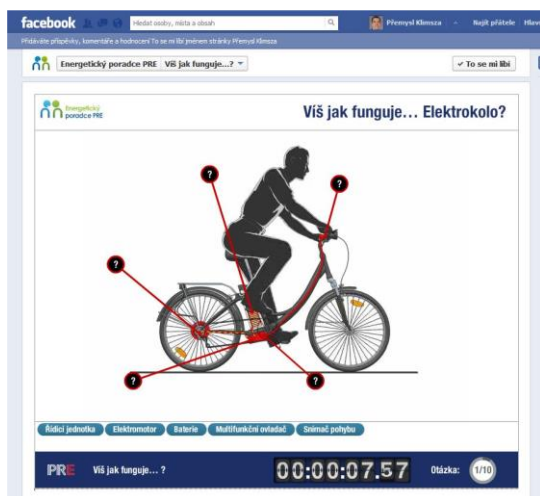 facebook
Hledat osoby, místa a obsah
Přemysl Klimsza
Najít přátele
Přidáváte příspěvky, komentáře a hodnocení To se mi líbí jménem stránky Přemysl Klimsza
Energetický poradce PRE
Víš jak funguje...?
To se mi líbí
Energetický
poradce PRE
Víš jak funguje... Elektrokolo?
?
?
?
?
?
Řídicí jednotka
Elektromotor
Baterie
Multifunkční ovladač
Snímač pohybu
PRE
Víš jak funguje... ?
00:00:07.57
Otázka:
1/10